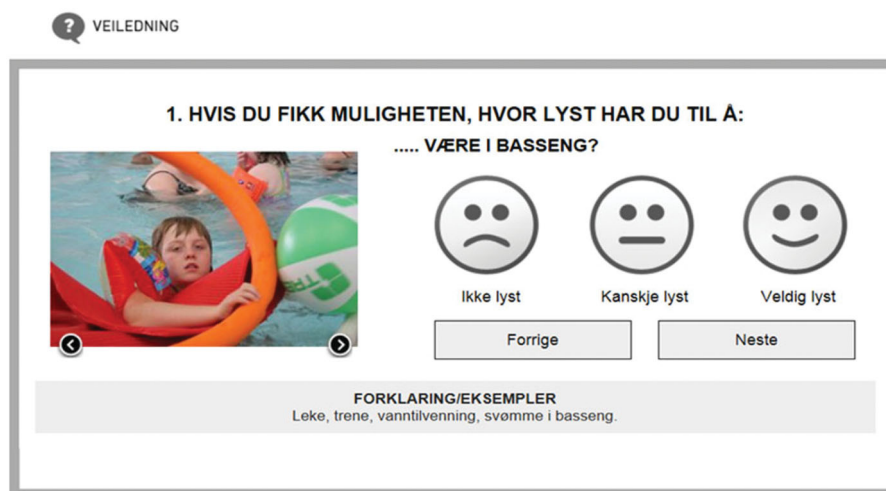 ? VEILEDNING
1. HVIS DU FIKK MULIGHETEN, HVOR LYST HAR DU TIL Å:
..... VÆRE I BASSENG?
Ikke lyst Kanskje lyst Veldig lyst
Forrige Neste
FORKLARING/EKSEMPLER
Leke, trene, vanntilvenning, svømme i basseng.